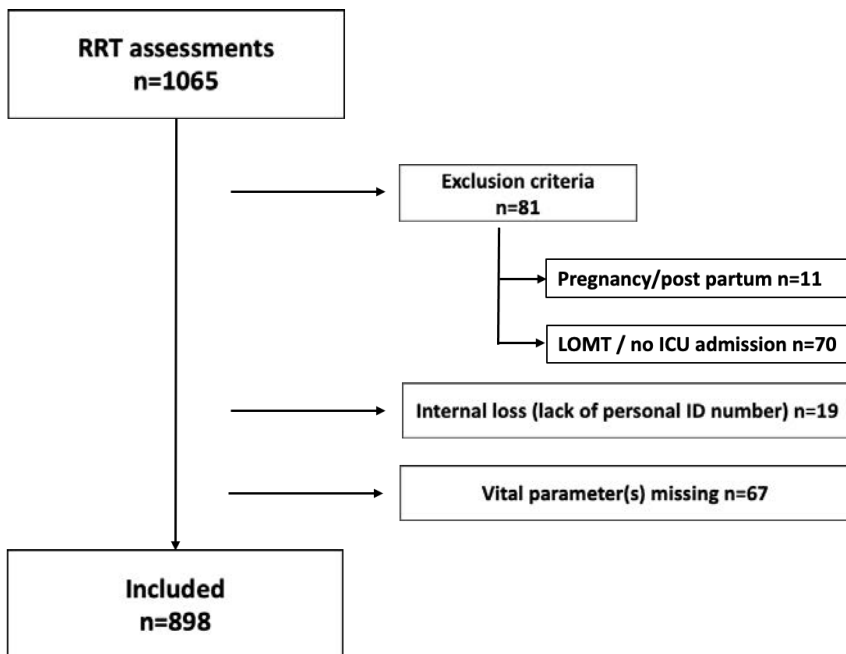 RRT assessments
n=1065
Exclusion criteria
n=81
Pregnancy/post partum n=11
LOMT / no ICU admission n=70
Internal loss (lack of personal ID number) n=19
Vital parameter(s) missing n=67
Included
n=898